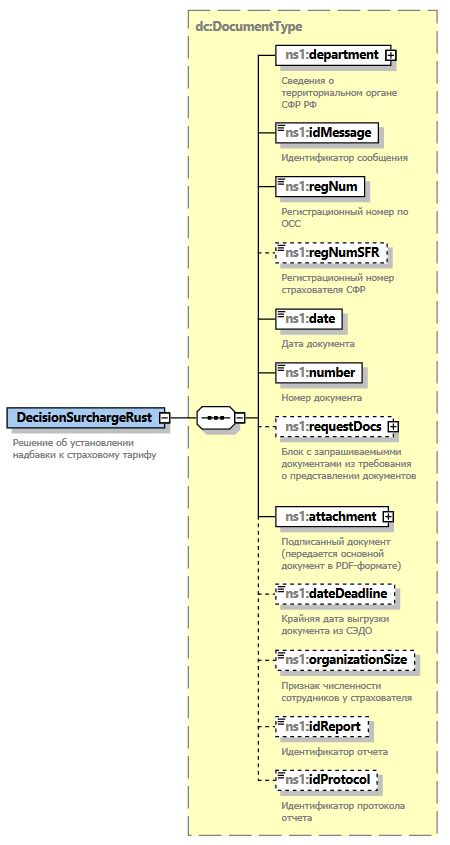 dc:DocumentType
ns1:department
Сведения о
территориальном органе
СФР РФ
ns1:idMessage
Идентификатор сообщения
ns1:regNum
Регистрационный номер по
ОСС
ns1:regNumSFR
Регистрационный номер
страхователя СФР
ns1:date
Дата документа
ns1:number
Номер документа
DecisionSurchargeRust
Решение об установлении
надбавки к страховому тарифу
ns1:requestDocs
Блок с запрашиваемымми
документами из требования
о представлении документов
ns1:attachment
Подписанный документ
(передается основной
документ в PDF-формате)
ns1:dateDeadline
Крайняя дата выгрузки
документа из СЭДО
ns1:organizationSize
Признак численности
сотрудников у страхователя
ns1:idReport
Идентификатор отчета
ns1:idProtocol
Идентификатор протокола
отчета